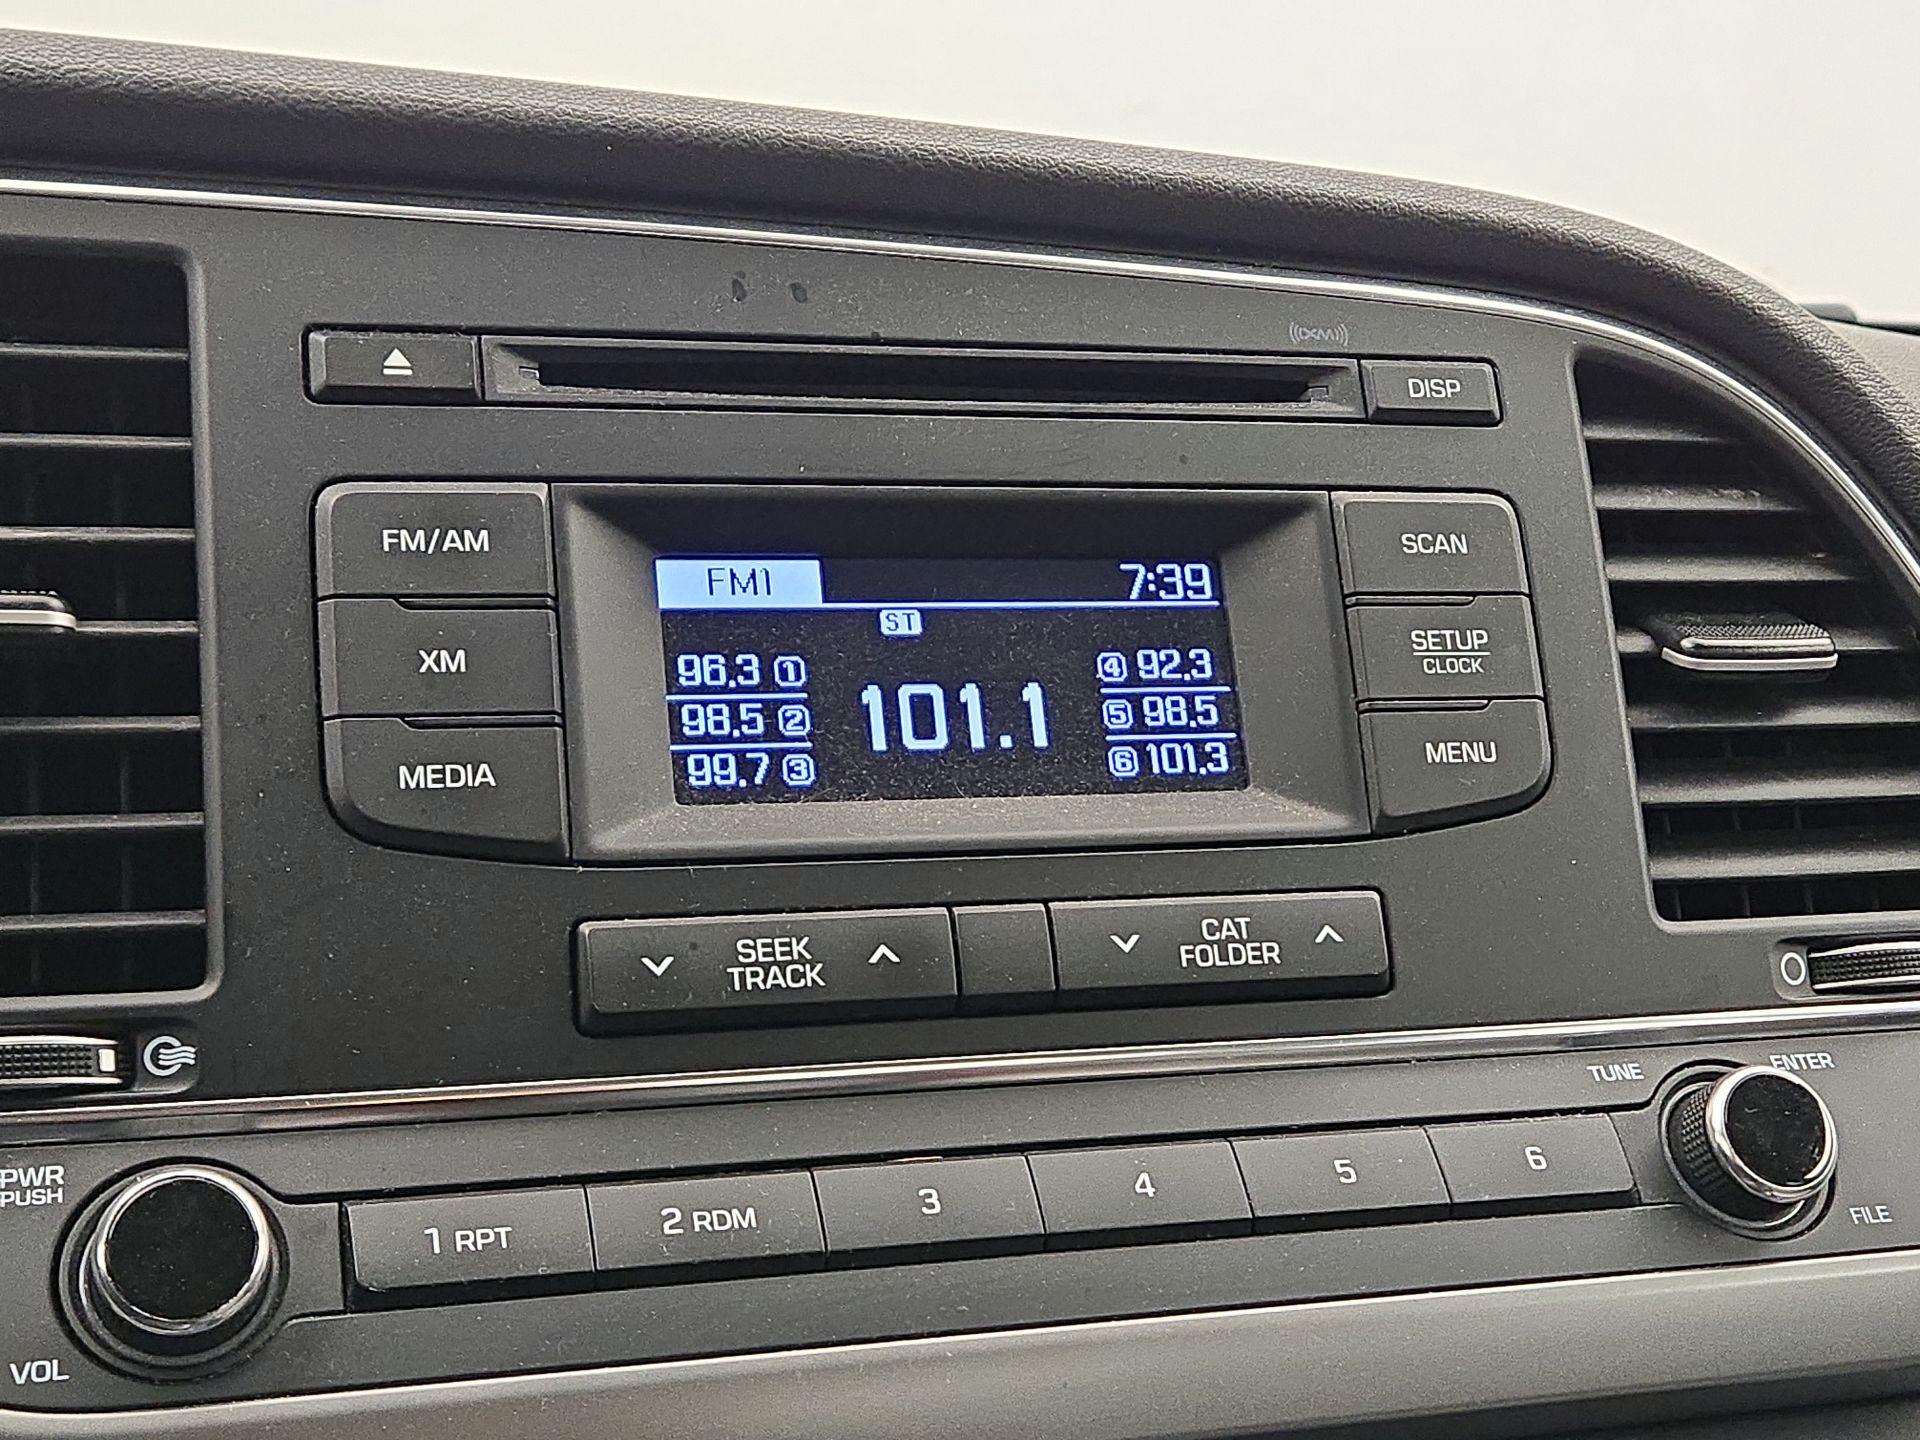 ((XM))
DISP
FM/AM
XM
MEDIA
FM1
7:39
ST
96.3 1
98.5 2
99.7 3
101.1
4 92.3
5 98.5
6 101.3
SCAN
SETUP
CLOCK
MENU
SEEK
TRACK
CAT
FOLDER
PWR
PUSH
VOL
1 RPT
2 RDM
3
4
5
6
TUNE
ENTER
FILE